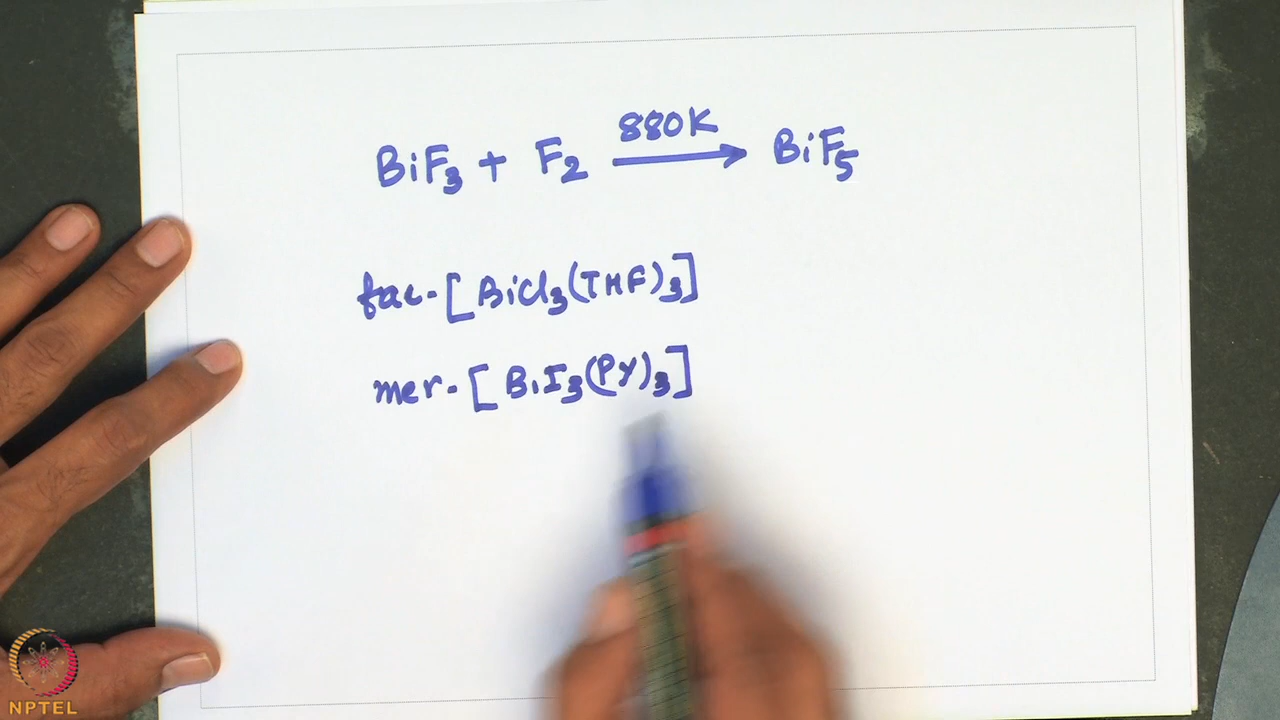 BiF₃ + F₂ 880K → BiF₅
fac-[BiCl₃(THF)₃]
mer-[BiI₃(PY)₃]
NPTEL